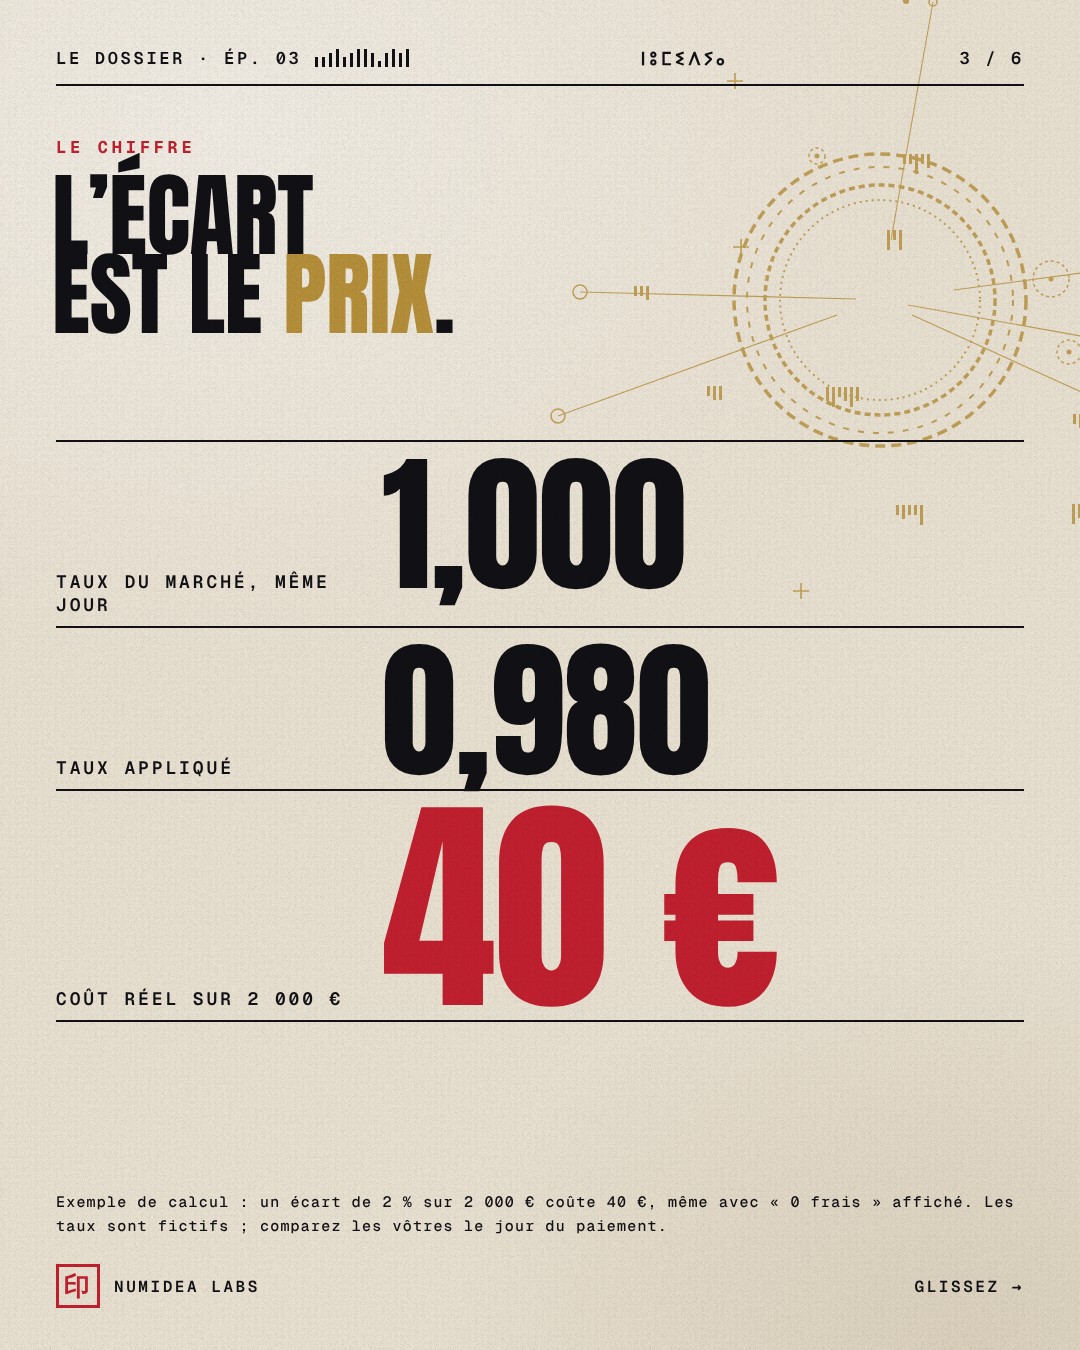 LE DOSSIER · ÉP. 03
ⵏⵓⵎⵉⴷⵢⴰ
3 / 6
LE CHIFFRE
L’ÉCART
EST LE PRIX.
1,000
TAUX DU MARCHÉ, MÊME
JOUR
0,980
TAUX APPLIQUÉ
40 €
COÛT RÉEL SUR 2 000 €
Exemple de calcul : un écart de 2 % sur 2 000 € coûte 40 €, même avec « 0 frais » affiché. Les
taux sont fictifs ; comparez les vôtres le jour du paiement.
印 NUMIDEA LABS
GLISSEZ →